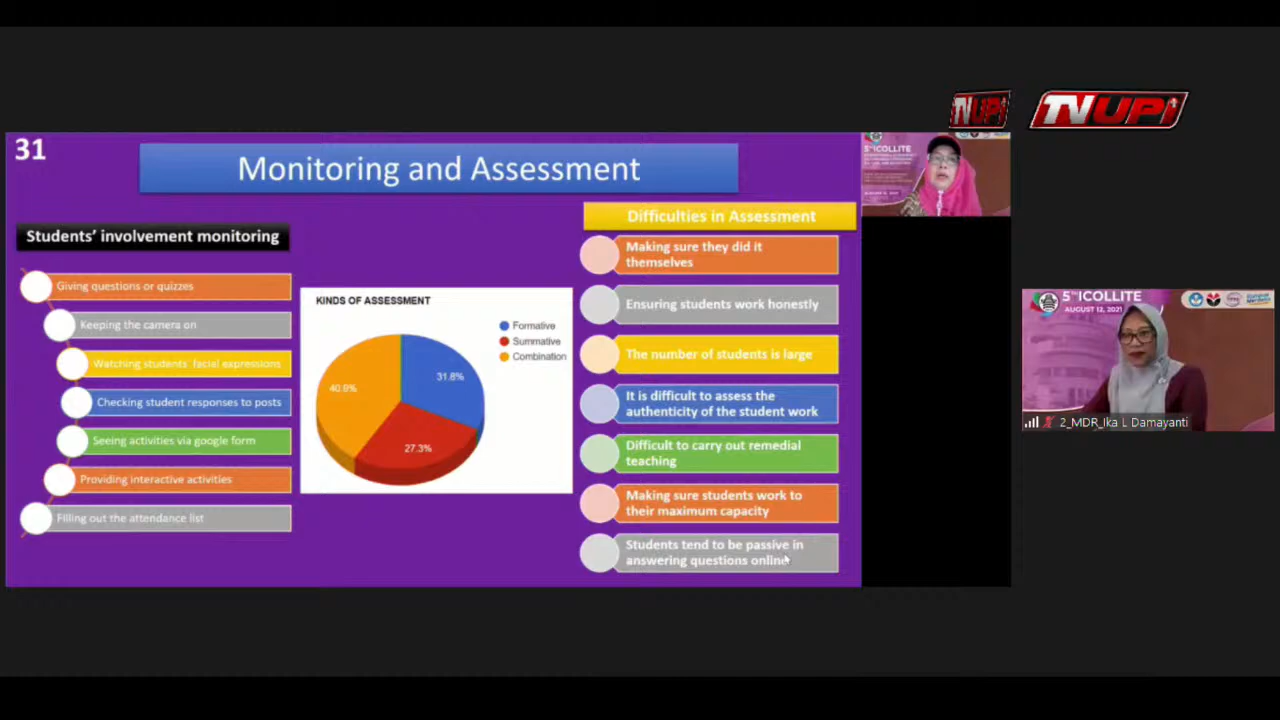 TVUPI
TVUPI
31
Monitoring and Assessment
Students' involvement monitoring
Giving questions or quizzes
Keeping the camera on
Watching students' facial expressions
Checking student responses to posts
Seeing activities via google form
Providing interactive activities
Filling out the attendance list
KINDS OF ASSESSMENT
Formative
Summative
Combination
31.8%
27.3%
40.9%
Difficulties in Assessment
Making sure they did it
themselves
Ensuring students work honestly
The number of students is large
It is difficult to assess the
authenticity of the student work
Difficult to carry out remedial
teaching
Making sure students work to
their maximum capacity
Students tend to be passive in
answering questions online
5TH ICOLLITE
5TH ICOLLITE
AUGUST 12, 2021
2_MDR_Ika L Damayanti